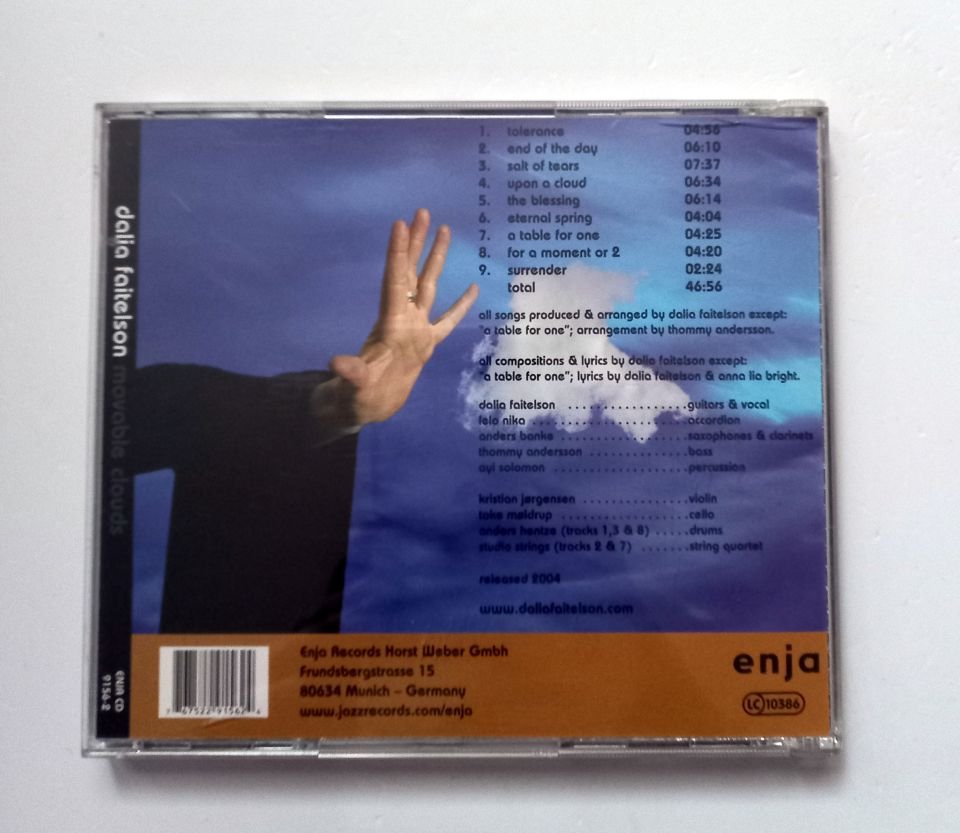 dalia faitelson movable clouds
ENJA CD
9156-2
1. tolerance 04:56
2. end of the day 06:10
3. salt of tears 07:37
4. upon a cloud 06:34
5. the blessing 06:14
6. eternal spring 04:04
7. a table for one 04:25
8. for a moment or 2 04:20
9. surrender 02:24
total 46:56
all songs produced & arranged by dalia faitelson except:
"a table for one"; arrangement by thommy andersson.
all compositions & lyrics by dalia faitelson except:
"a table for one"; lyrics by dalia faitelson & anna lia bright.
dalia faitelson ................guitars & vocal
lelo nika .....................accordion
anders banke .................saxophones & clarinets
thommy andersson ............bass
ayi solomon .................percussion
kristian jørgensen .............violin
toke møldrup ................cello
anders hentze (tracks 1,3 & 8) .....drums
studio strings (tracks 2 & 7) .......string quartet
released 2004
www.daliafaitelson.com
Enja Records Horst Weber Gmbh
Frundsbergstrasse 15
80634 Munich – Germany
www.jazzrecords.com/enja
7 67522 91562 6
enja
LC 10386